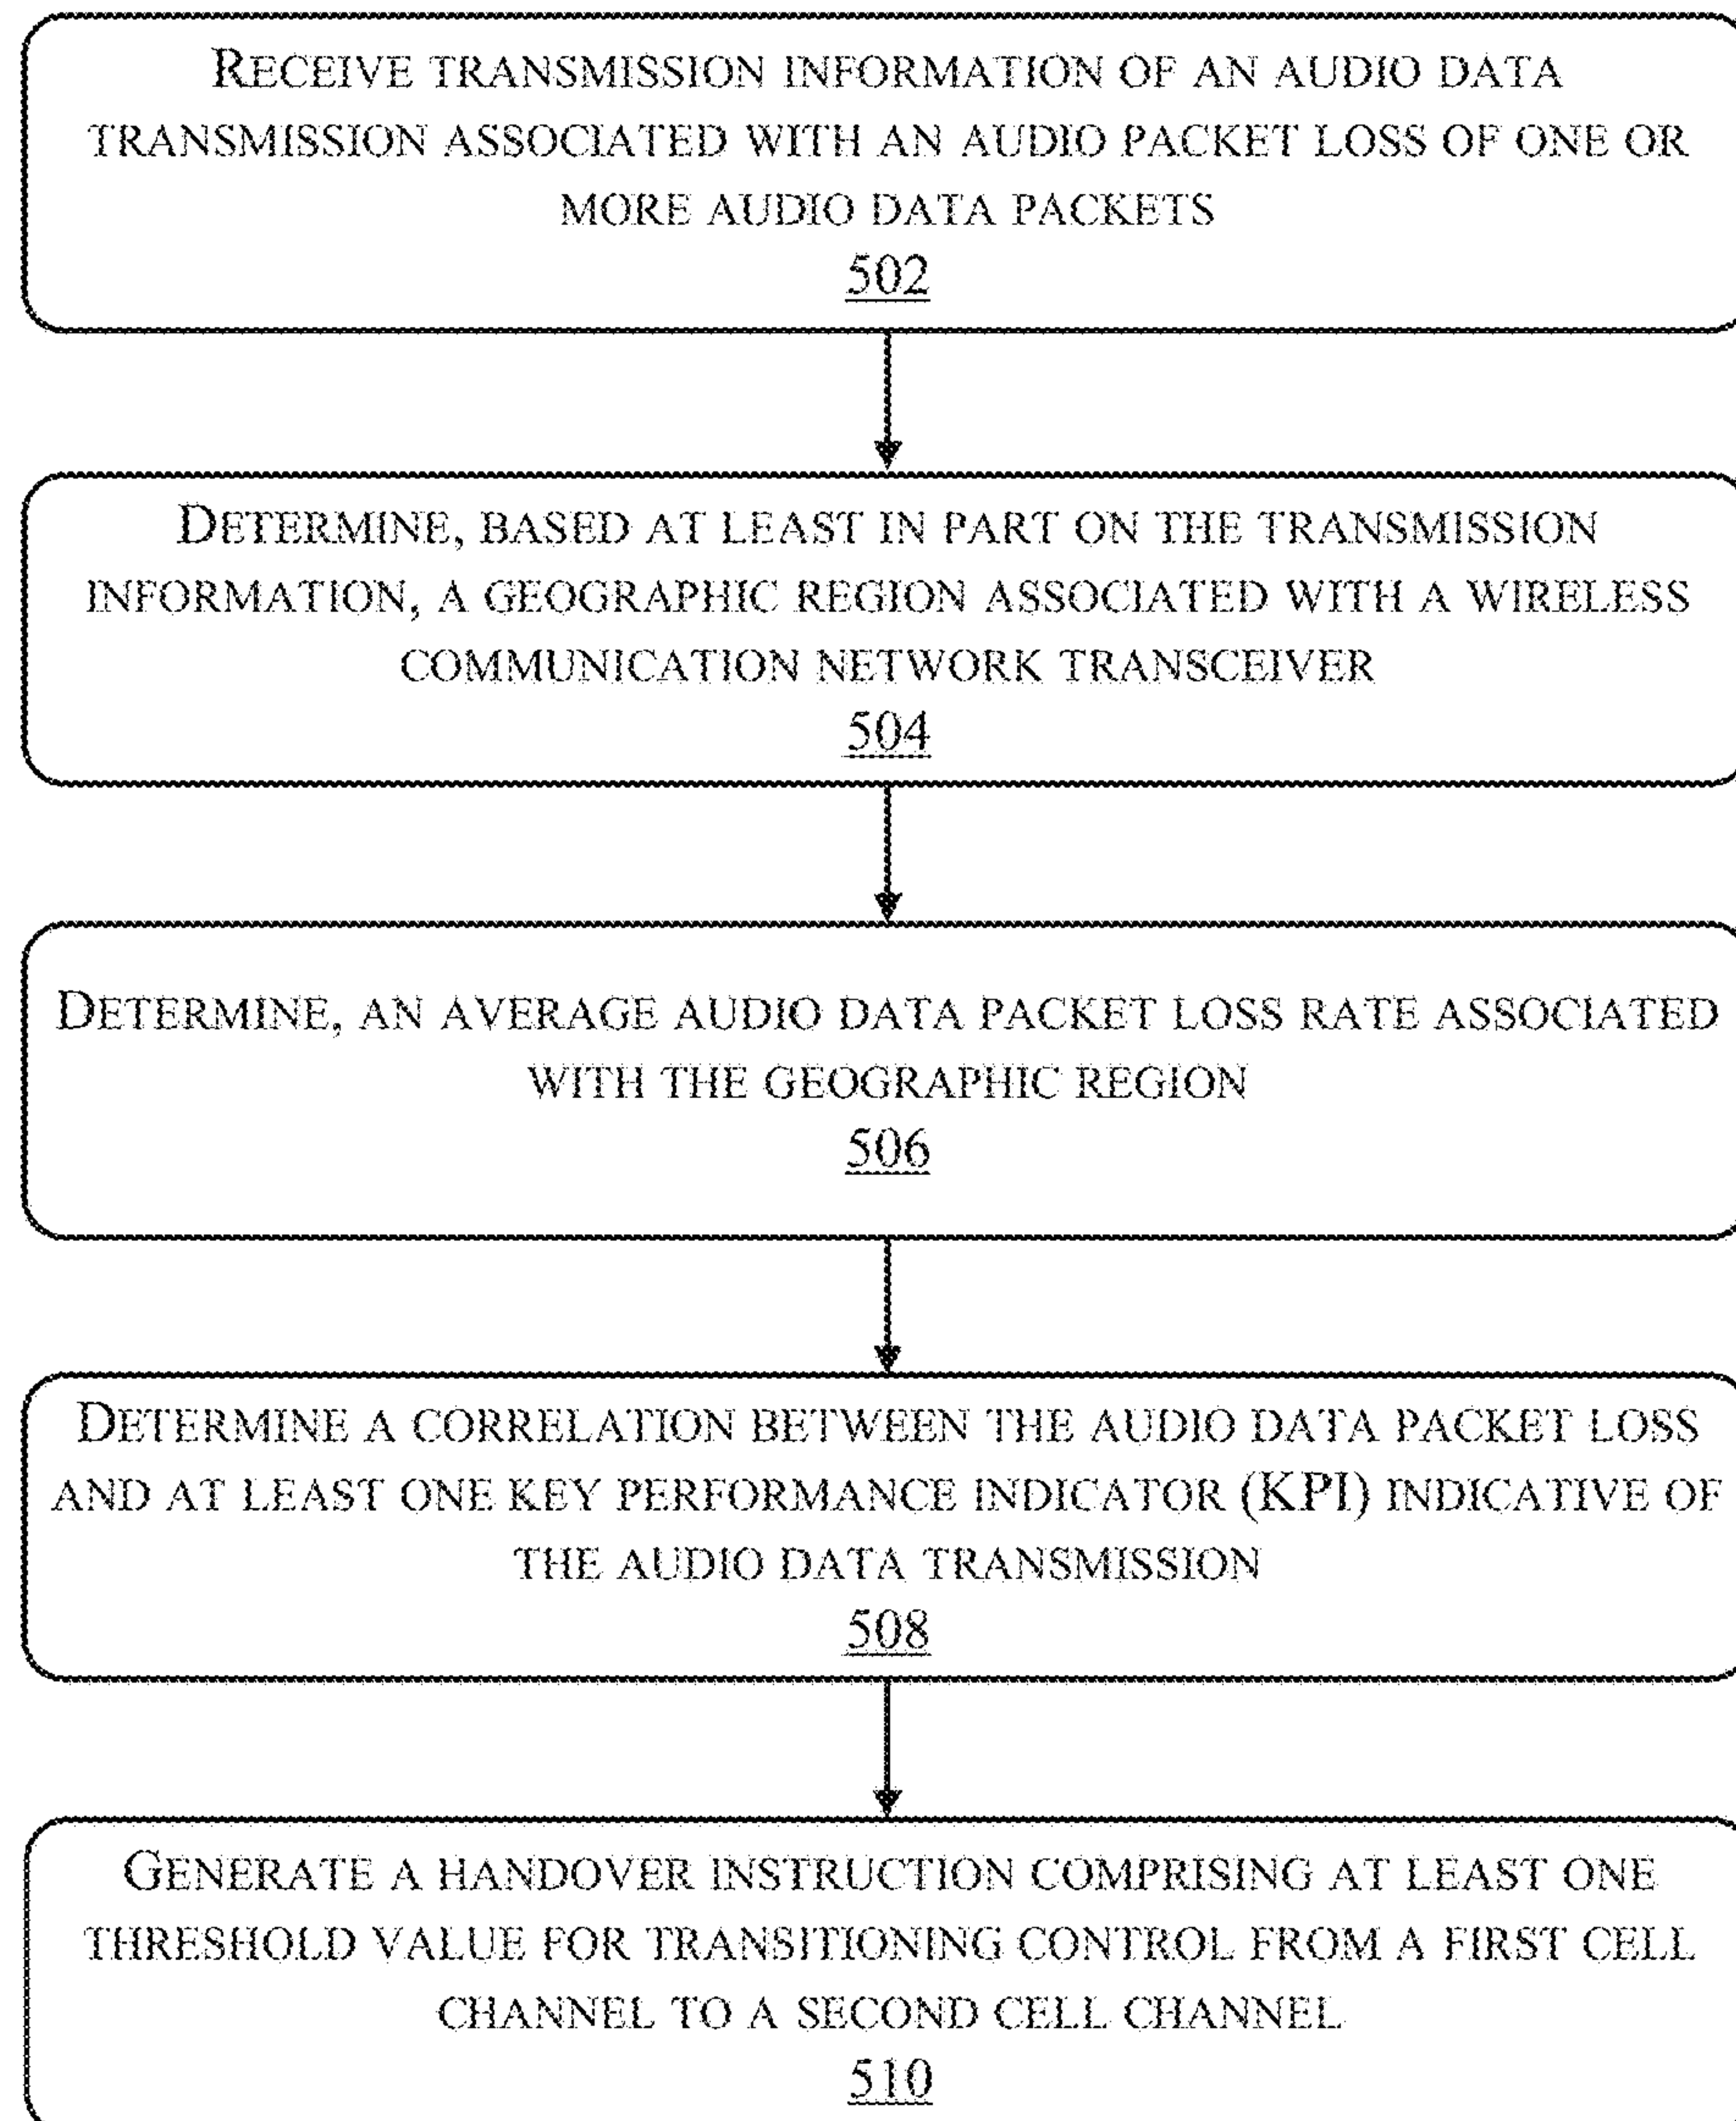 RECEIVE TRANSMISSION INFORMATION OF AN AUDIO DATA
TRANSMISSION ASSOCIATED WITH AN AUDIO PACKET LOSS OF ONE OR
MORE AUDIO DATA PACKETS
502
DETERMINE, BASED AT LEAST IN PART ON THE TRANSMISSION
INFORMATION, A GEOGRAPHIC REGION ASSOCIATED WITH A WIRELESS
COMMUNICATION NETWORK TRANSCEIVER
504
DETERMINE, AN AVERAGE AUDIO DATA PACKET LOSS RATE ASSOCIATED
WITH THE GEOGRAPHIC REGION
506
DETERMINE A CORRELATION BETWEEN THE AUDIO DATA PACKET LOSS
AND AT LEAST ONE KEY PERFORMANCE INDICATOR (KPI) INDICATIVE OF
THE AUDIO DATA TRANSMISSION
508
GENERATE A HANDOVER INSTRUCTION COMPRISING AT LEAST ONE
THRESHOLD VALUE FOR TRANSITIONING CONTROL FROM A FIRST CELL
CHANNEL TO A SECOND CELL CHANNEL
510